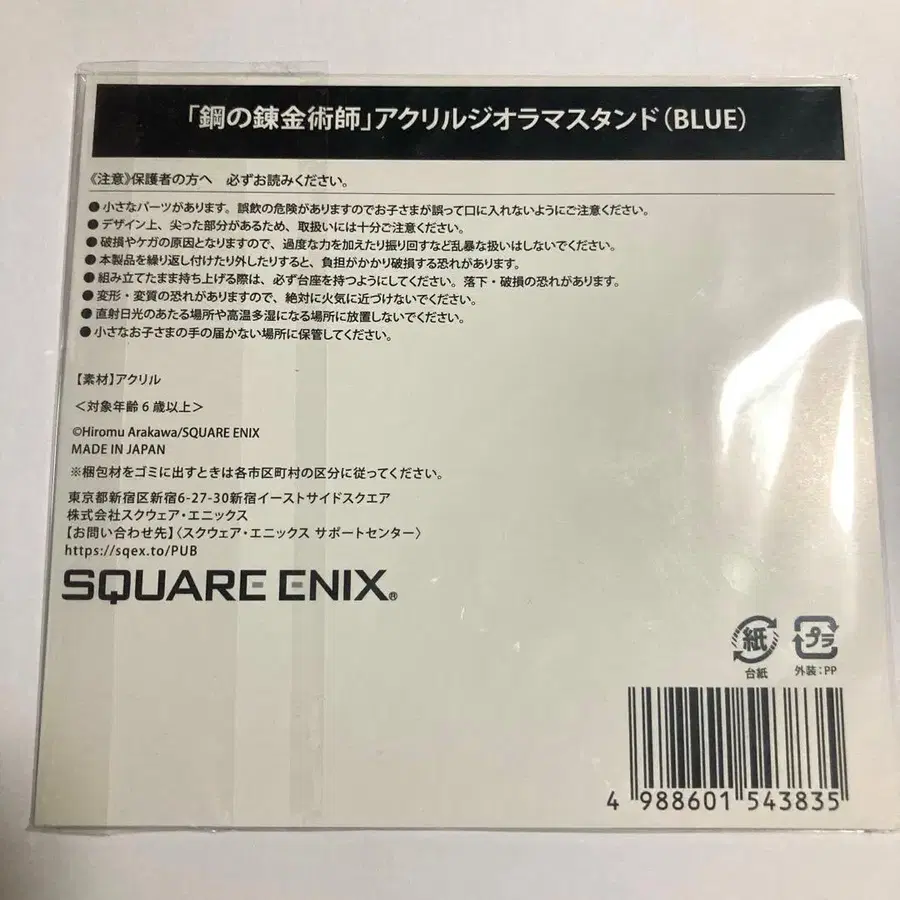 「鋼の錬金術師」アクリルジオラマスタンド(BLUE)
《注意》保護者の方へ 必ずお読みください。
● 小さなパーツがあります。誤飲の危険がありますのでお子さまが誤って口に入れないようにご注意ください。
● デザイン上、尖った部分があるため、取扱いには十分ご注意ください。
● 破損やケガの原因となりますので、過度な力を加えたり振り回すなど乱暴な扱いはしないでください。
● 本製品を繰り返し付けたり外したりすると、負担がかかり破損する恐れがあります。
● 組み立てたまま持ち上げる際は、必ず台座を持つようにしてください。落下・破損の恐れがあります。
● 変形・変質の恐れがありますので、絶対に火気に近づけないでください。
● 直射日光のあたる場所や高温多湿になる場所に放置しないでください。
● 小さなお子さまの手の届かない場所に保管してください。
【素材】アクリル
＜対象年齢6歳以上＞
©Hiromu Arakawa/SQUARE ENIX
MADE IN JAPAN
※梱包材をゴミに出すときは各市区町村の区分に従ってください。
東京都新宿区新宿6-27-30新宿イーストサイドスクエア
株式会社スクウェア・エニックス
【お問い合わせ先】〈スクウェア・エニックス サポートセンター〉
https://sqex.to/PUB
SQUARE ENIX®
紙 プラ
台紙 外装:PP
4 988601 543835